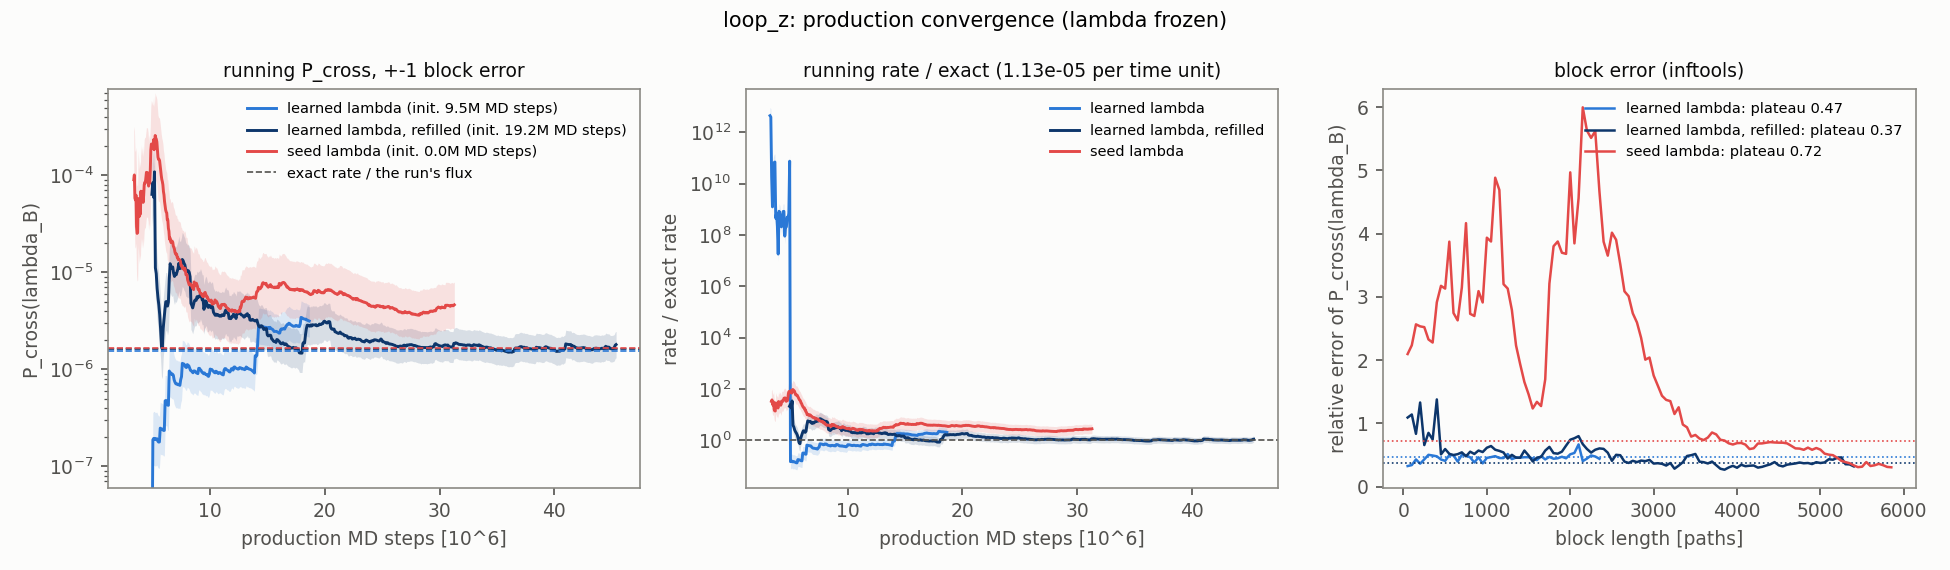 loop_z: production convergence (lambda frozen)
running P_cross, +-1 block error
learned lambda (init. 9.5M MD steps)
learned lambda, refilled (init. 19.2M MD steps)
seed lambda (init. 0.0M MD steps)
exact rate / the run's flux
P_cross(lambda_B)
10^-4
10^-5
10^-6
10^-7
10 20 30 40
production MD steps [10^6]
running rate / exact (1.13e-05 per time unit)
learned lambda
learned lambda, refilled
seed lambda
rate / exact rate
10^12
10^10
10^8
10^6
10^4
10^2
10^0
10 20 30 40
production MD steps [10^6]
block error (inftools)
learned lambda: plateau 0.47
learned lambda, refilled: plateau 0.37
seed lambda: plateau 0.72
relative error of P_cross(lambda_B)
6
5
4
3
2
1
0
0 1000 2000 3000 4000 5000 6000
block length [paths]